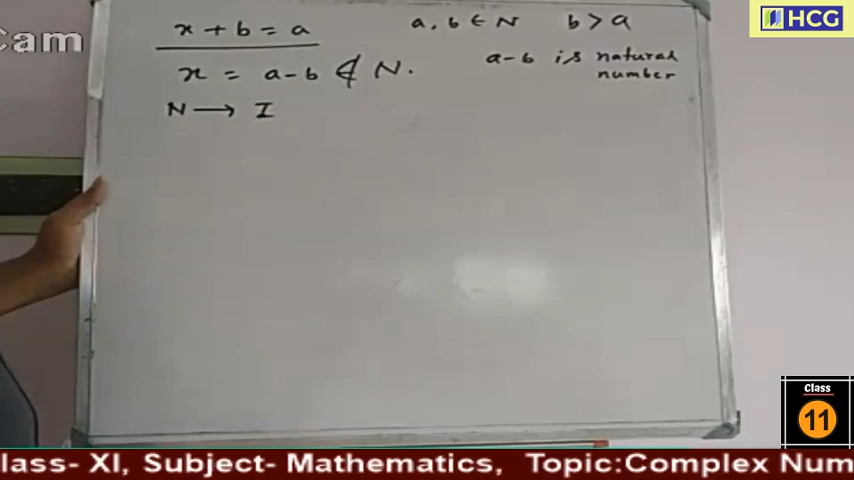 HCG
Cam
x + b = a a, b ∈ N b > a
x = a - b ∉ N. a - b is natural
number
N → I
Class
11
lass- XI, Subject- Mathematics, Topic:Complex Num